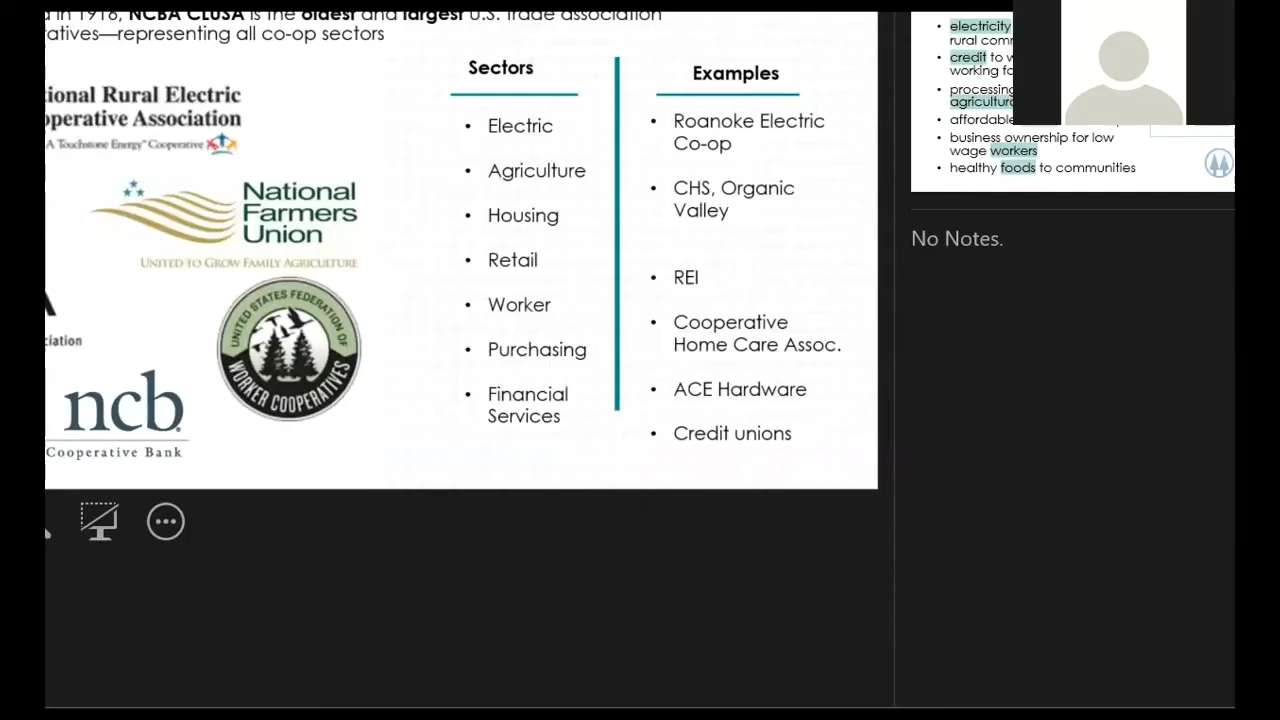 in 1916, NCBA CLUSA is the oldest and largest U.S. trade association
atives—representing all co-op sectors
Sectors
Electric
Agriculture
Housing
Retail
Worker
Purchasing
Financial
Services
Examples
Roanoke Electric
Co-op
CHS, Organic
Valley
REI
Cooperative
Home Care Assoc.
ACE Hardware
Credit unions
tional Rural Electric
operative Association
A Touchstone Energy® Cooperative
National
Farmers
Union
UNITED TO GROW FAMILY AGRICULTURE
A
ciation
UNITED STATES FEDERATION OF
WORKER COOPERATIVES
ncb
Cooperative Bank
electricity
rural comm
credit to w
working fa
processing
agricultura
affordable
business ownership for low
wage workers
healthy foods to communities
No Notes.